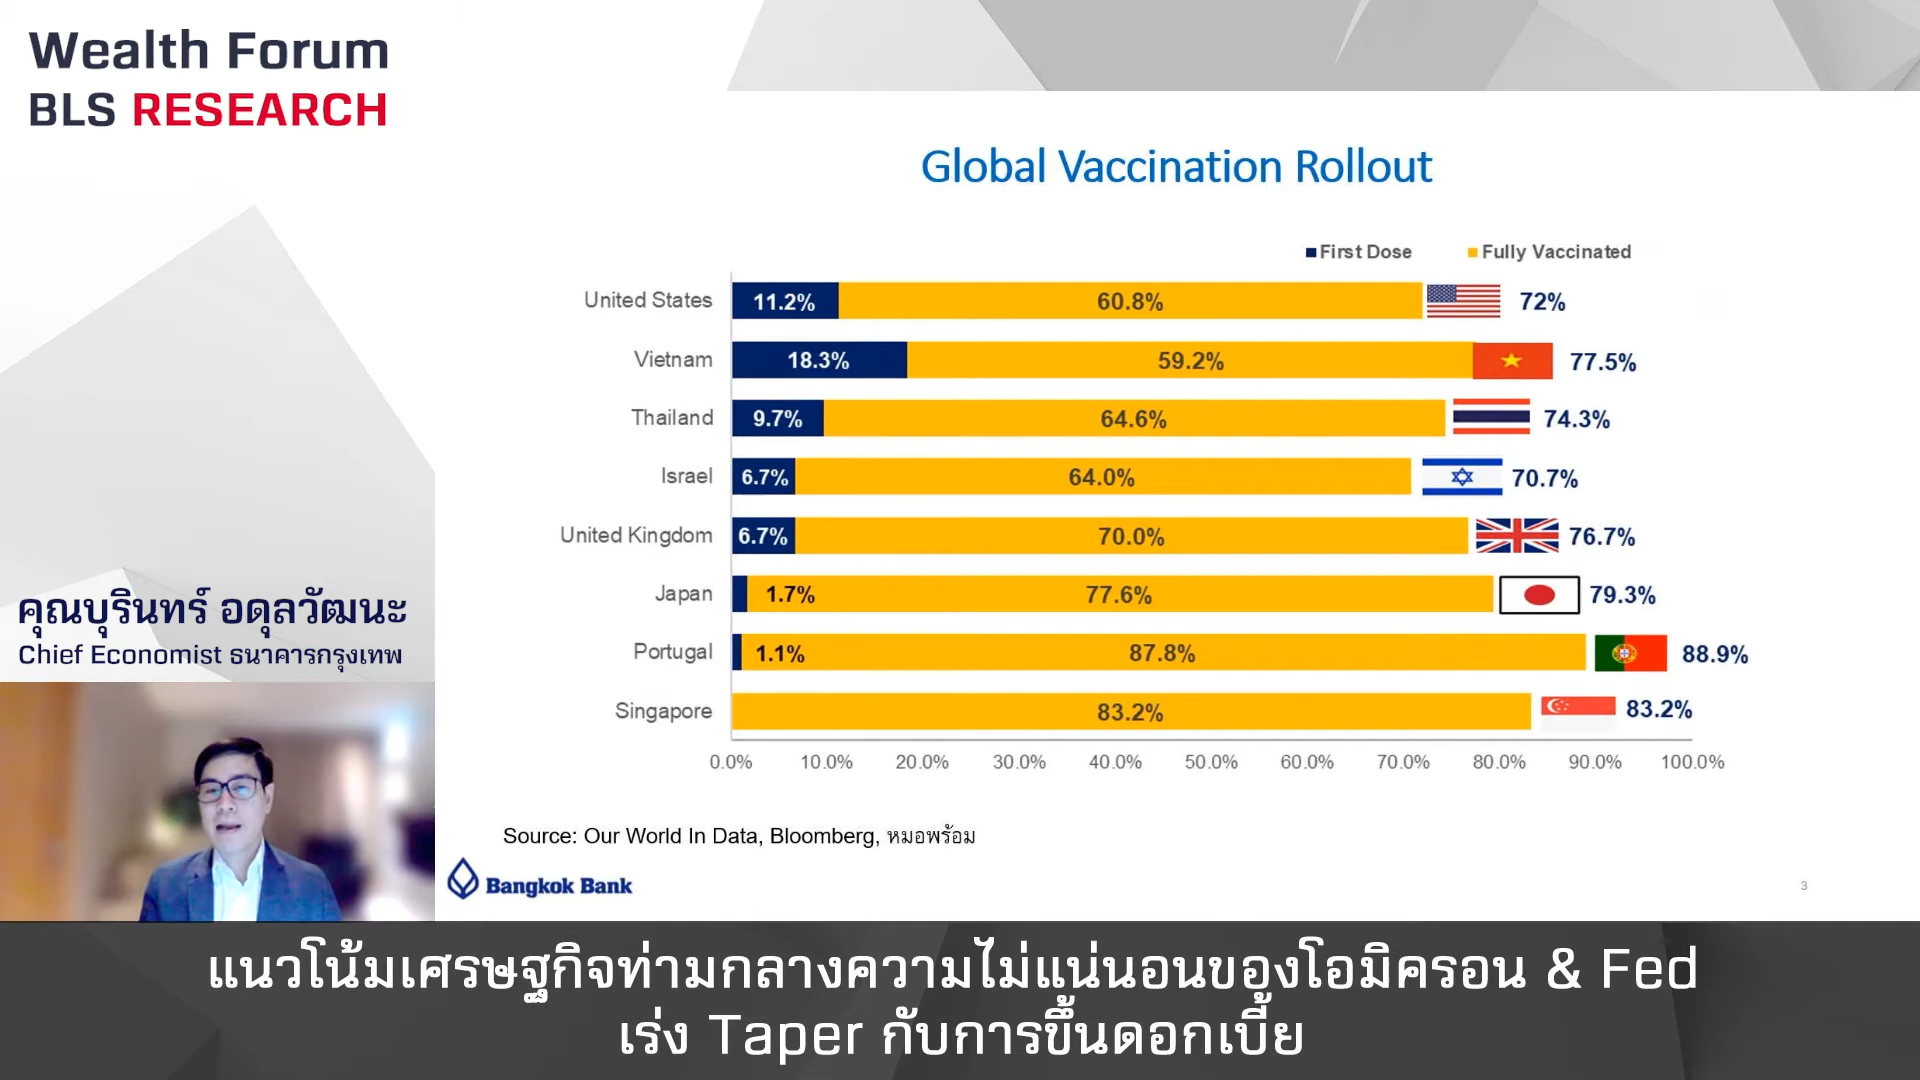 Wealth Forum
BLS RESEARCH
Global Vaccination Rollout
First Dose Fully Vaccinated
United States 11.2% 60.8% 72%
Vietnam 18.3% 59.2% 77.5%
Thailand 9.7% 64.6% 74.3%
Israel 6.7% 64.0% 70.7%
United Kingdom 6.7% 70.0% 76.7%
Japan 1.7% 77.6% 79.3%
Portugal 1.1% 87.8% 88.9%
Singapore 83.2% 83.2%
0.0% 10.0% 20.0% 30.0% 40.0% 50.0% 60.0% 70.0% 80.0% 90.0% 100.0%
Source: Our World In Data, Bloomberg, หมอพร้อม
Bangkok Bank
3
คุณบุรินทร์ อดุลวัฒนะ
Chief Economist ธนาคารกรุงเทพ
แนวโน้มเศรษฐกิจท่ามกลางความไม่แน่นอนของโอมิครอน & Fed
เร่ง Taper กับการขึ้นดอกเบี้ย